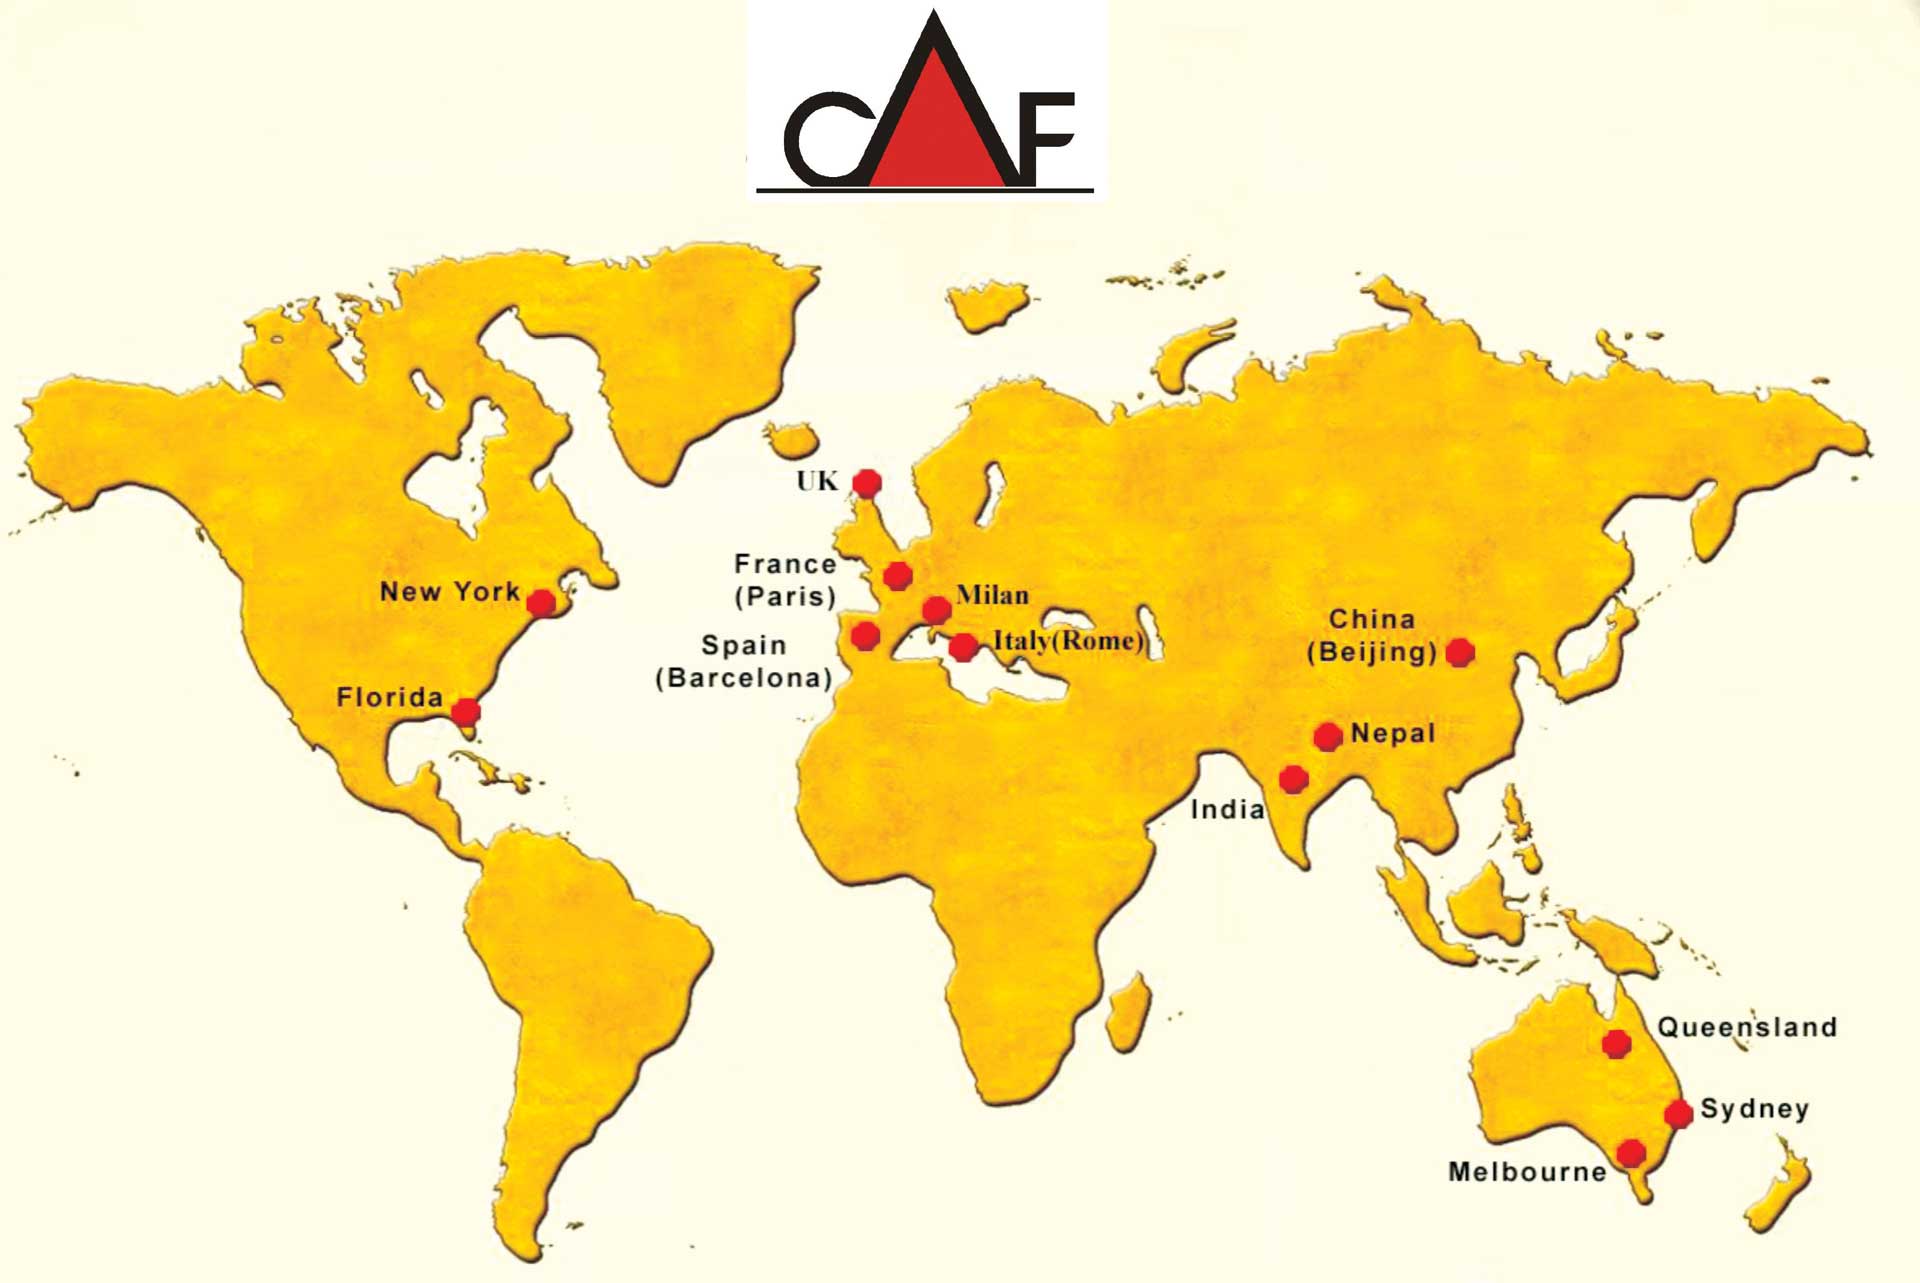 CAF
UK
France
(Paris)
New York
Milan
China
(Beijing)
Italy(Rome)
Spain
(Barcelona)
Florida
Nepal
India
Queensland
Sydney
Melbourne